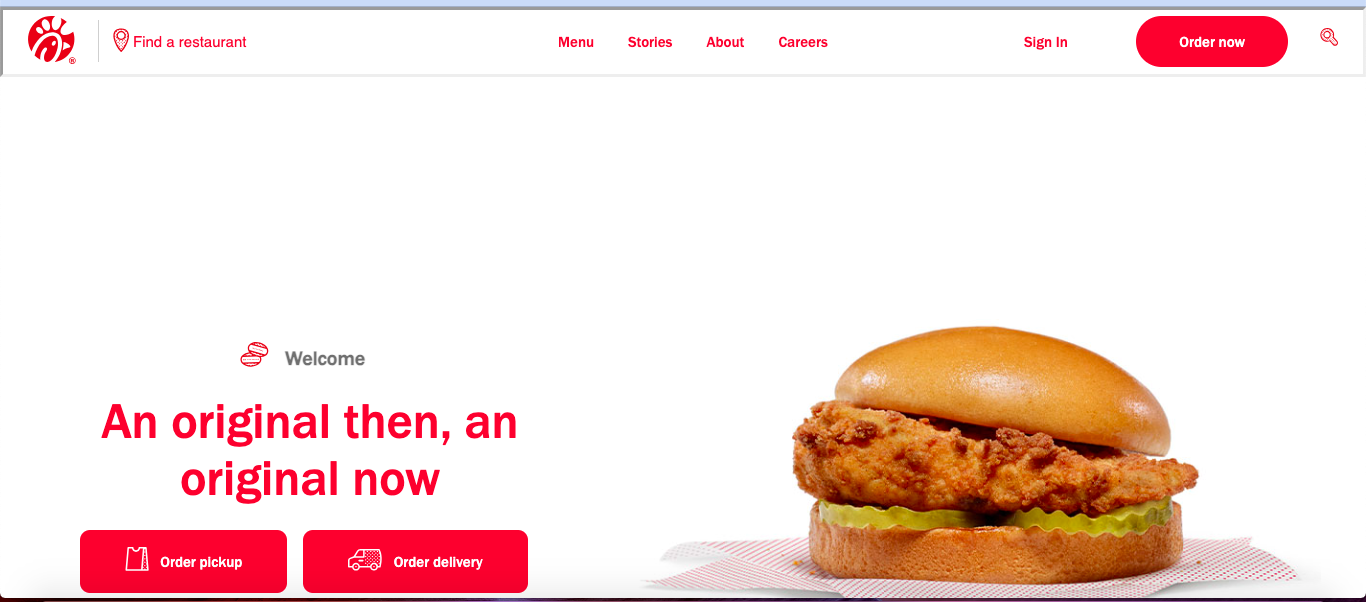 Find a restaurant
Menu
Stories
About
Careers
Sign In
Order now
®
Welcome
An original then, an
original now
Order pickup
Order delivery